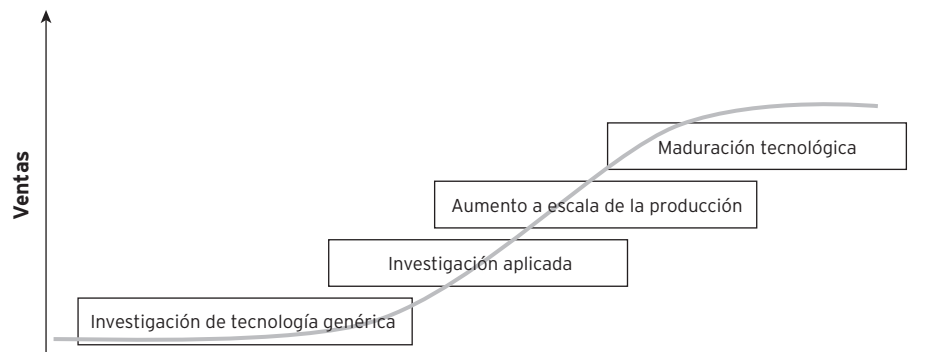 Ventas
Maduración tecnológica
Aumento a escala de la producción
Investigación aplicada
Investigación de tecnología genérica